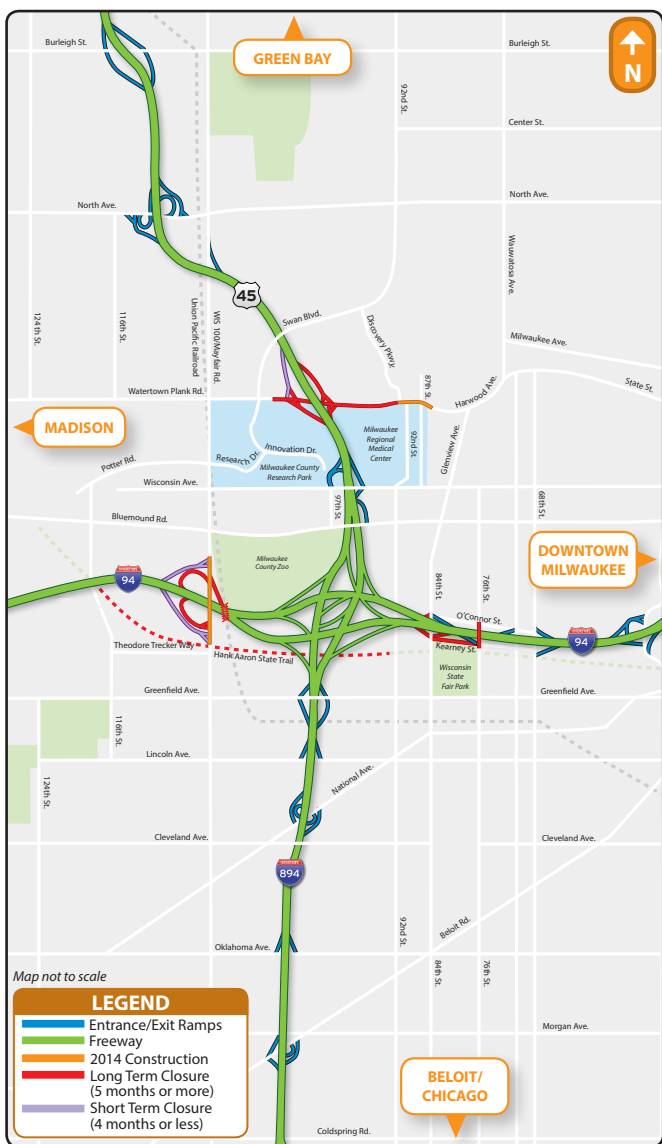 Burleigh St.
GREEN BAY
Burleigh St.
N
92nd St.
Center St.
North Ave.
North Ave.
Wauwatosa Ave.
45
Swan Blvd.
Discovery Pkwy.
124 th St.
116th St.
Union Pacific Railroad
WIS 100/Mayfair Rd.
Milwaukee Ave.
State St.
87th St.
Harwood Ave.
Watertown Plank Rd.
MADISON
Milwaukee
Regional
Medical
Center
92nd St.
Glenview Ave.
Innovation Dr.
Research Dr.
Milwaukee County
Research Park
Potter Rd.
Wisconsin Ave.
97th St.
68th St.
Bluemound Rd.
DOWNTOWN
MILWAUKEE
Milwaukee
County Zoo
94
84th St.
76th St.
O'Connor St.
94
Kearney St.
Theodore Trecker Way
Hank Aaron State Trail
Wisconsin
State
Fair Park
Greenfield Ave.
Greenfield Ave.
116th St.
Lincoln Ave.
124th St.
National Ave.
Cleveland Ave.
Cleveland Ave.
894
92nd St.
Beloit Rd.
Oklahoma Ave.
84th St.
76th St.
Map not to scale
LEGEND
Entrance/Exit Ramps
Freeway
2014 Construction
Long Term Closure
(5 months or more)
Short Term Closure
(4 months or less)
Morgan Ave.
BELOIT/
CHICAGO
Coldspring Rd.